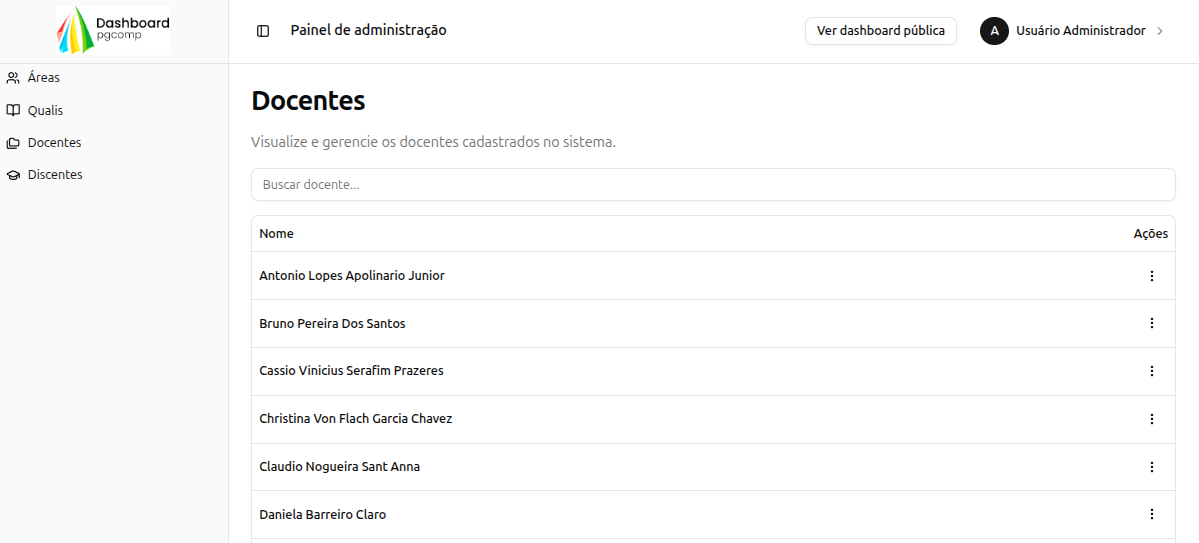 Dashboard
pgcomp
Painel de administração
Ver dashboard pública
A
Usuário Administrador
Áreas
Qualis
Docentes
Discentes
Docentes
Visualize e gerencie os docentes cadastrados no sistema.
Buscar docente...
Nome Ações
Antonio Lopes Apolinario Junior
Bruno Pereira Dos Santos
Cassio Vinicius Serafim Prazeres
Christina Von Flach Garcia Chavez
Claudio Nogueira Sant Anna
Daniela Barreiro Claro